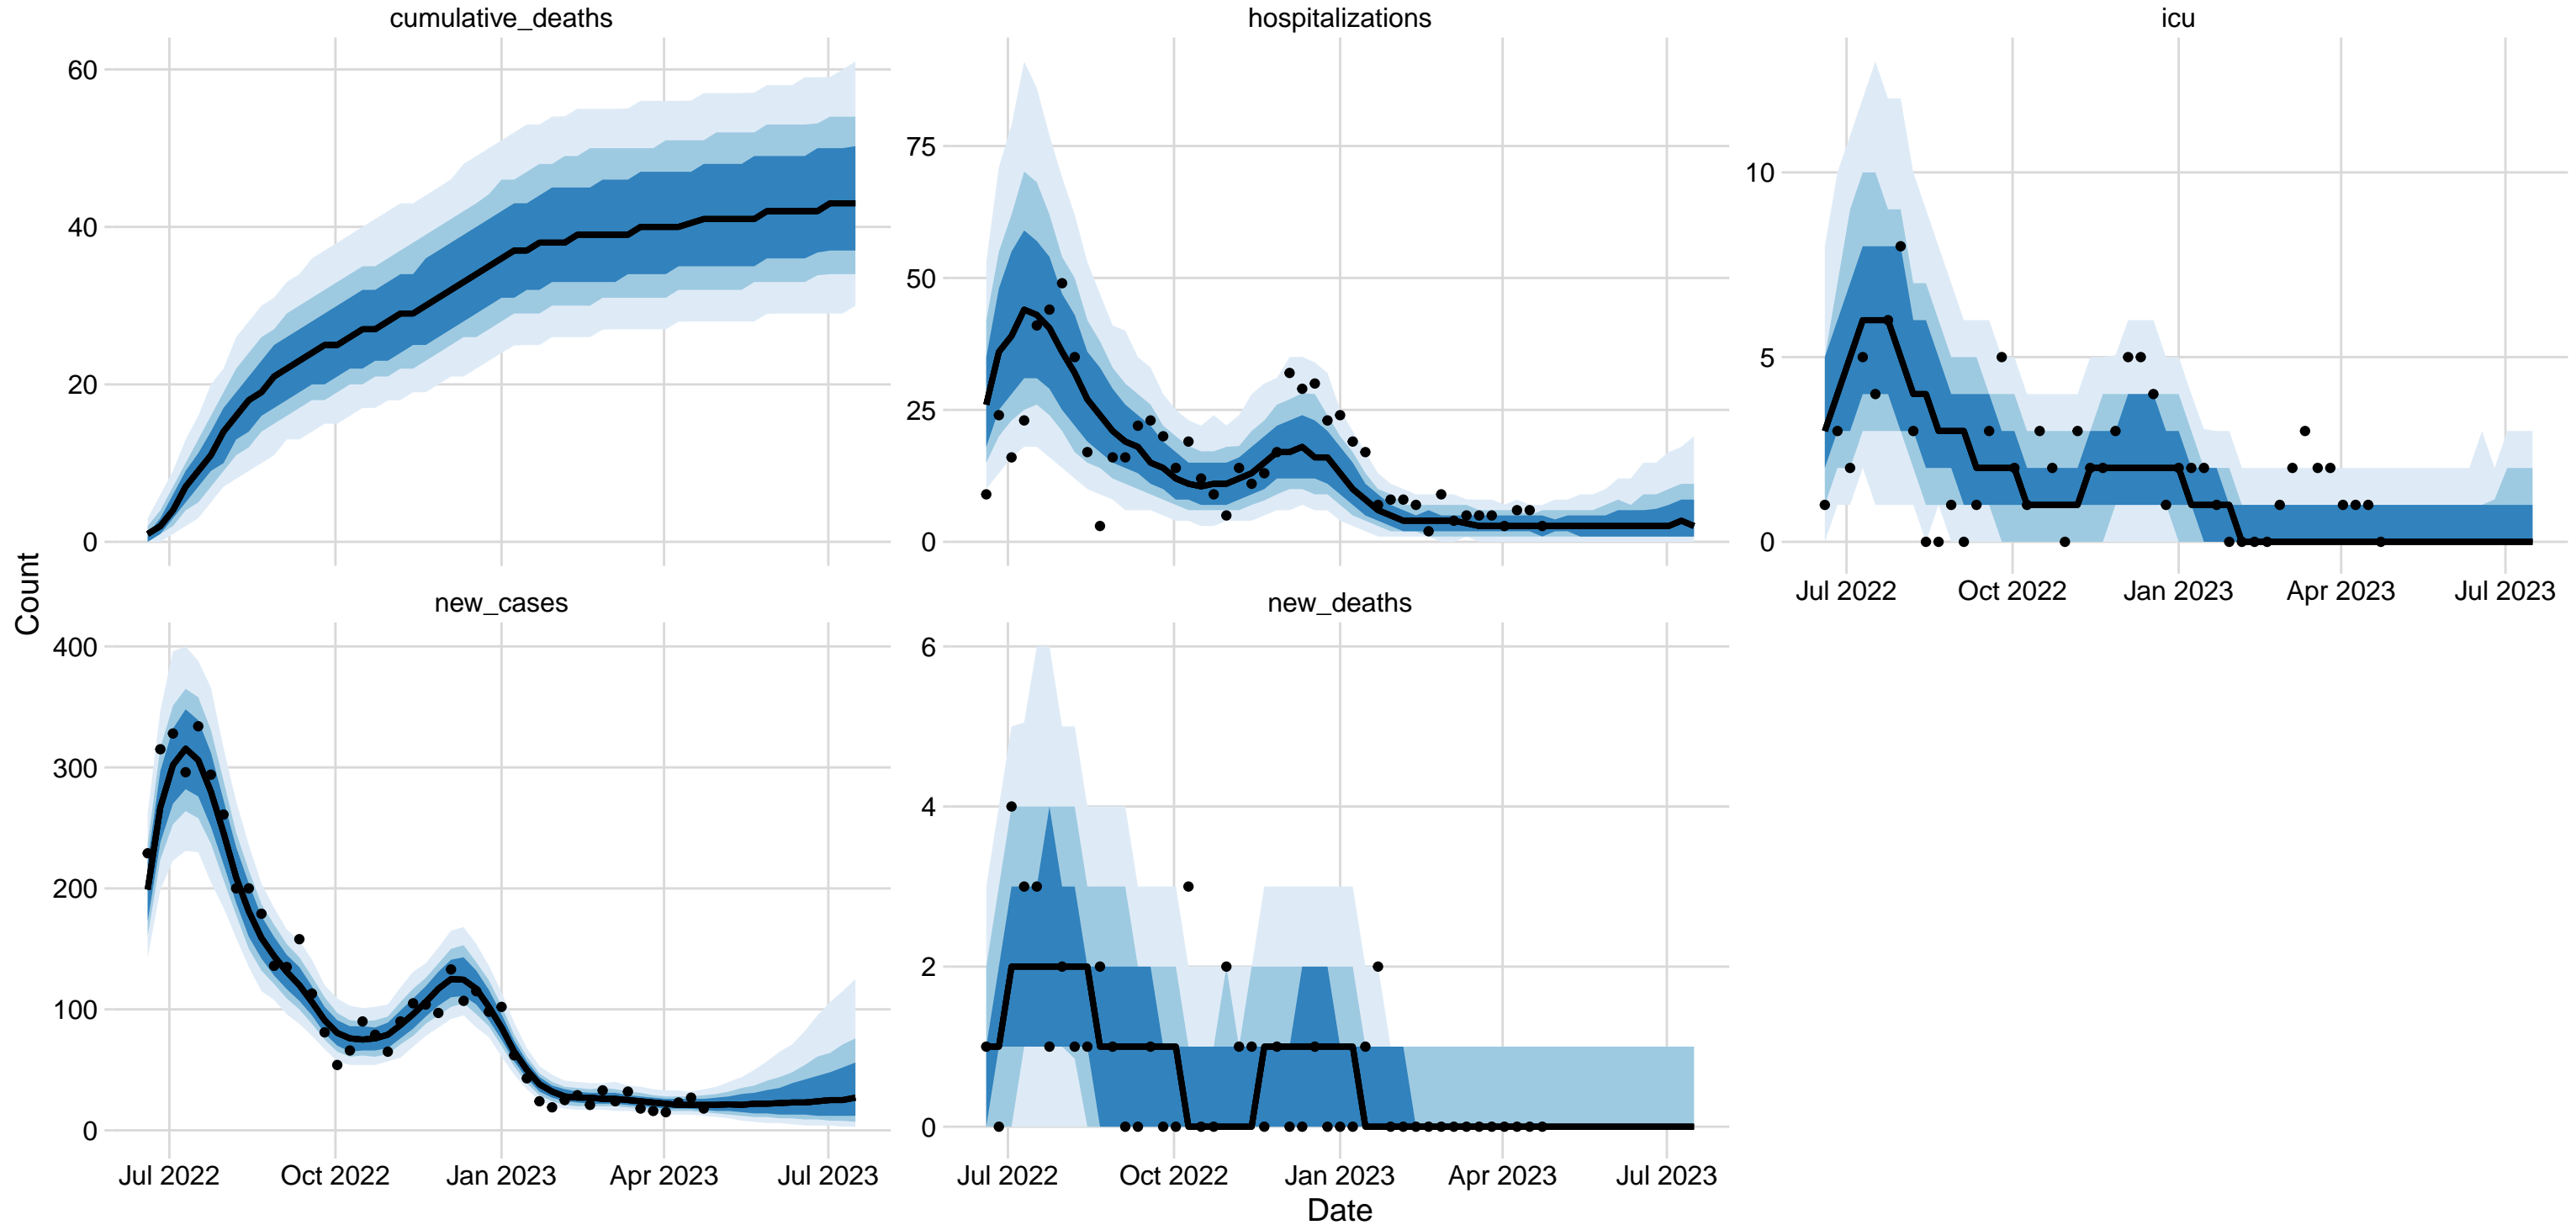 cumulative_deaths
hospitalizations
icu
60
40
20
0
75
50
25
0
10
5
0
Jul 2022
Oct 2022
Jan 2023
Apr 2023
Jul 2023
Count
new_cases
new_deaths
400
300
200
100
0
6
4
2
0
Jul 2022
Oct 2022
Jan 2023
Apr 2023
Jul 2023
Jul 2022
Oct 2022
Jan 2023
Apr 2023
Jul 2023
Date